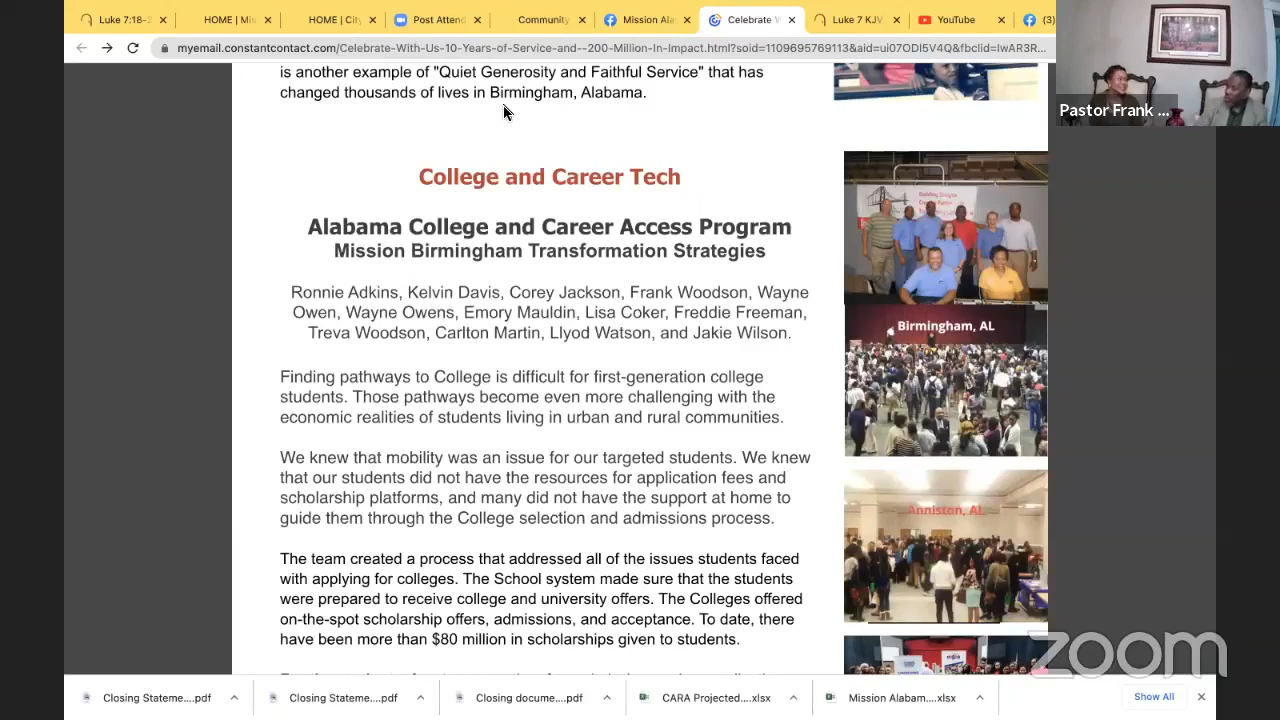 Luke 7:18-2
HOME | Mis
HOME | City
Post Attend
Community
Mission Ala
Celebrate W
Luke 7 KJV
YouTube
(3)
myemail.constantcontact.com/Celebrate-With-Us-10-Years-of-Service-and--200-Million-In-Impact.html?soid=1109695769113&aid=ui07ODl5V4Q&fbclid=IwAR3R...
Pastor Frank ...
is another example of "Quiet Generosity and Faithful Service" that has
changed thousands of lives in Birmingham, Alabama.
College and Career Tech
Alabama College and Career Access Program
Mission Birmingham Transformation Strategies
Ronnie Adkins, Kelvin Davis, Corey Jackson, Frank Woodson, Wayne
Owen, Wayne Owens, Emory Mauldin, Lisa Coker, Freddie Freeman,
Treva Woodson, Carlton Martin, Llyod Watson, and Jakie Wilson.
Finding pathways to College is difficult for first-generation college
students. Those pathways become even more challenging with the
economic realities of students living in urban and rural communities.
We knew that mobility was an issue for our targeted students. We knew
that our students did not have the resources for application fees and
scholarship platforms, and many did not have the support at home to
guide them through the College selection and admissions process.
The team created a process that addressed all of the issues students faced
with applying for colleges. The School system made sure that the students
were prepared to receive college and university offers. The Colleges offered
on-the-spot scholarship offers, admissions, and acceptance. To date, there
have been more than $80 million in scholarships given to students.
Birmingham, AL
Anniston, AL
zoom
Closing Stateme....pdf
Closing Stateme....pdf
Closing docume....pdf
CARA Projected....xlsx
Mission Alabam....xlsx
Show All